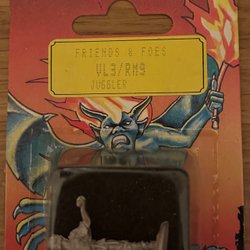 FRIENDS & FOES
VL3/RM9
JUGGLER